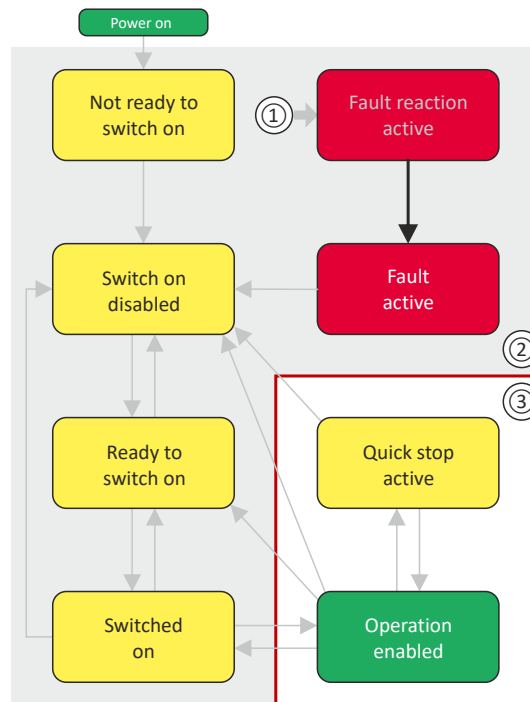 Power on
Not ready to
switch on
①
Fault reaction
active
Switch on
disabled
Fault
active
②
③
Ready to
switch on
Quick stop
active
Switched
on
Operation
enabled